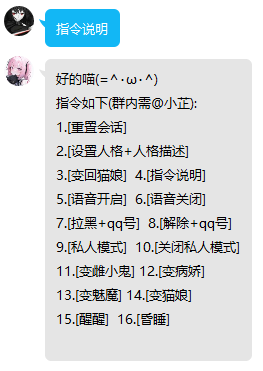 指令说明
好的喵(=^･ω･^)
指令如下(群内需@小芷):
1.[重置会话]
2.[设置人格+人格描述]
3.[变回猫娘]  4.[指令说明]
5.[语音开启]  6.[语音关闭]
7.[拉黑+qq号]  8.[解除+qq号]
9.[私人模式]  10.[关闭私人模式]
11.[变雌小鬼] 12.[变病娇]
13.[变魅魔] 14.[变猫娘]
15.[醒醒]  16.[昏睡]